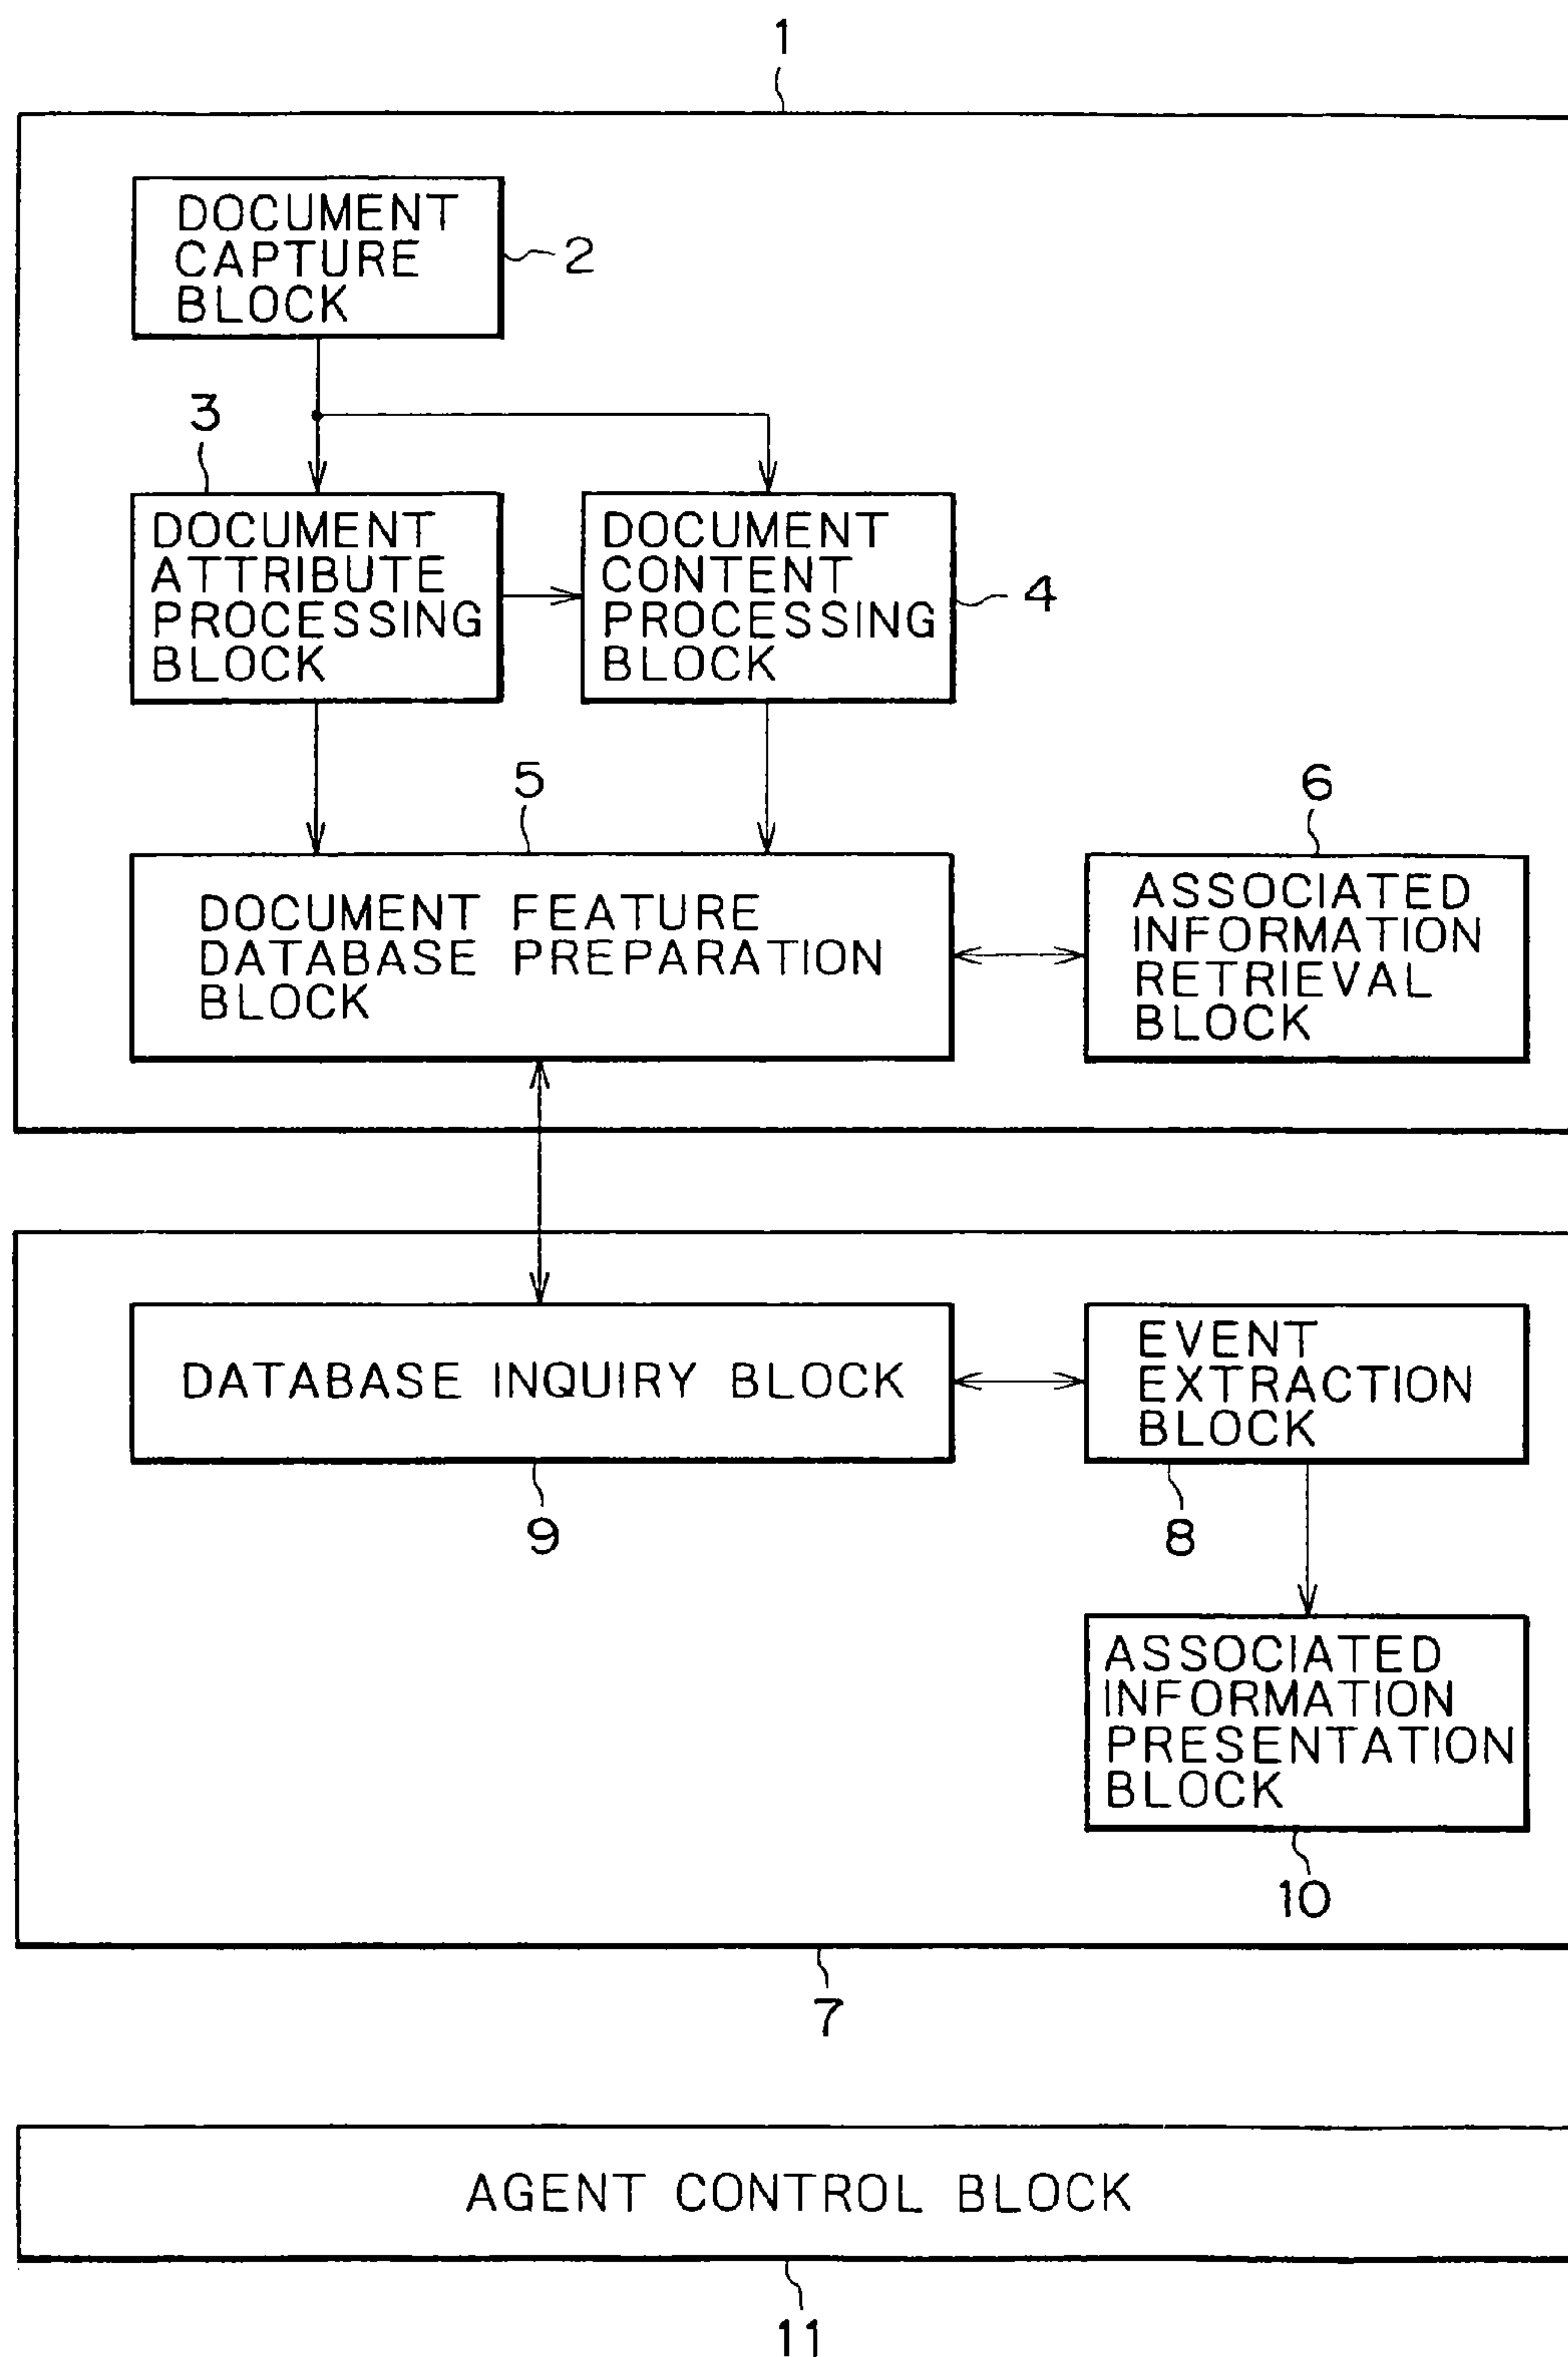 1
DOCUMENT
CAPTURE
BLOCK
2
3
DOCUMENT
ATTRIBUTE
PROCESSING
BLOCK
DOCUMENT
CONTENT
PROCESSING
BLOCK
4
5
6
DOCUMENT FEATURE
DATABASE PREPARATION
BLOCK
ASSOCIATED
INFORMATION
RETRIEVAL
BLOCK
DATABASE INQUIRY BLOCK
EVENT
EXTRACTION
BLOCK
9
8
ASSOCIATED
INFORMATION
PRESENTATION
BLOCK
10
7
AGENT CONTROL BLOCK
11